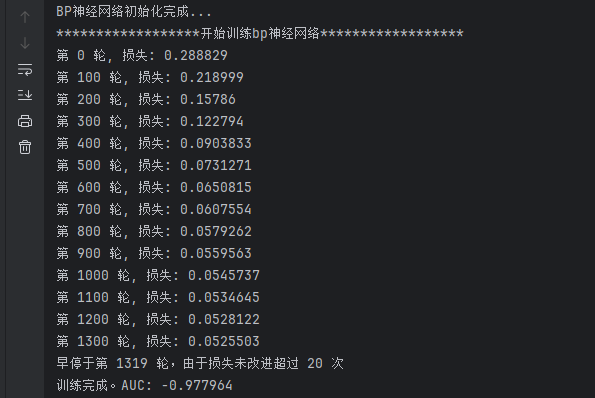 BP神经网络初始化完成...
******************开始训练bp神经网络******************
第 0 轮, 损失: 0.288829
第 100 轮, 损失: 0.218999
第 200 轮, 损失: 0.15786
第 300 轮, 损失: 0.122794
第 400 轮, 损失: 0.0903833
第 500 轮, 损失: 0.0731271
第 600 轮, 损失: 0.0650815
第 700 轮, 损失: 0.0607554
第 800 轮, 损失: 0.0579262
第 900 轮, 损失: 0.0559563
第 1000 轮, 损失: 0.0545737
第 1100 轮, 损失: 0.0534645
第 1200 轮, 损失: 0.0528122
第 1300 轮, 损失: 0.0525503
早停于第 1319 轮，由于损失未改进超过 20 次
训练完成。AUC: -0.977964